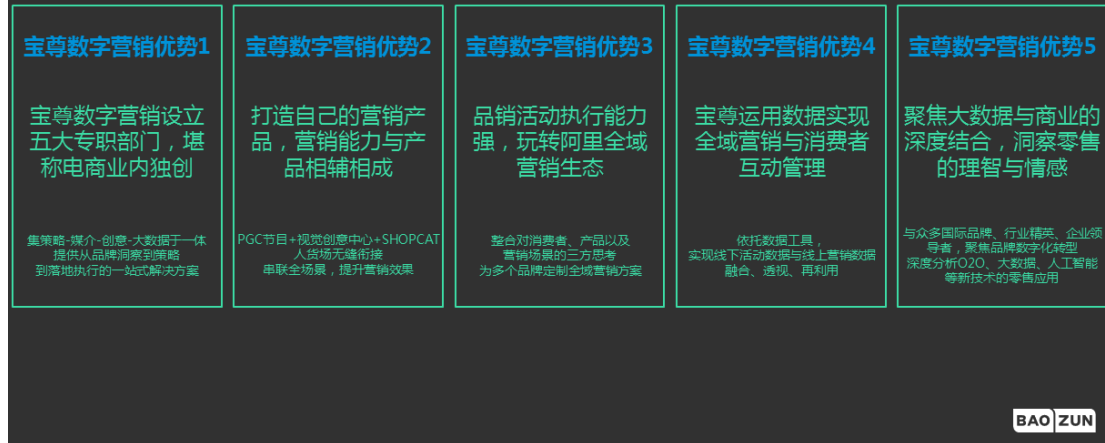 宝尊数字营销优势1
宝尊数字营销设立
五大专职部门，堪
称电商业内独创
集策略-媒介-创意-大数据于一体
提供从品牌洞察到策略
到落地执行的一站式解决方案
宝尊数字营销优势2
打造自己的营销产
品，营销能力与产
品相辅相成
PGC节目+视觉创意中心+SHOPCAT
人货场无缝衔接
串联全场景，提升营销效果
宝尊数字营销优势3
品销活动执行能力
强，玩转阿里全域
营销生态
整合对消费者、产品以及
营销场景的三方思考
为多个品牌定制全域营销方案
宝尊数字营销优势4
宝尊运用数据实现
全域营销与消费者
互动管理
依托数据工具，
实现线下活动数据与线上营销数据
融合、透视、再利用
宝尊数字营销优势5
聚焦大数据与商业的
深度结合，洞察零售
的理智与情感
与众多国际品牌、行业精英、企业领
导者，聚焦品牌数字化转型
深度分析O2O、大数据、人工智能
等新技术的零售应用
BAOZUN